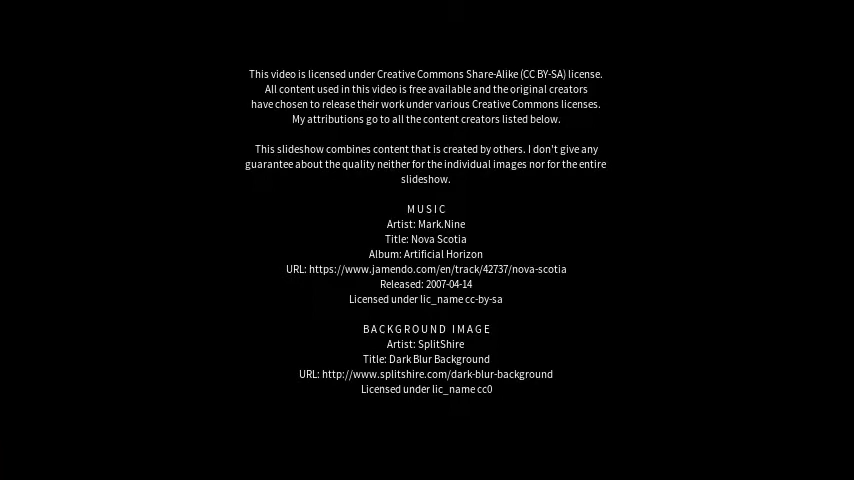 This video is licensed under Creative Commons Share-Alike (CC BY-SA) license.
All content used in this video is free available and the original creators
have chosen to release their work under various Creative Commons licenses.
My attributions go to all the content creators listed below.
This slideshow combines content that is created by others. I don't give any
guarantee about the quality neither for the individual images nor for the entire
slideshow.
MUSIC
Artist: Mark.Nine
Title: Nova Scotia
Album: Artificial Horizon
URL: https://www.jamendo.com/en/track/42737/nova-scotia
Released: 2007-04-14
Licensed under lic_name cc-by-sa
BACKGROUND IMAGE
Artist: SplitShire
Title: Dark Blur Background
URL: http://www.splitshire.com/dark-blur-background
Licensed under lic_name cc0